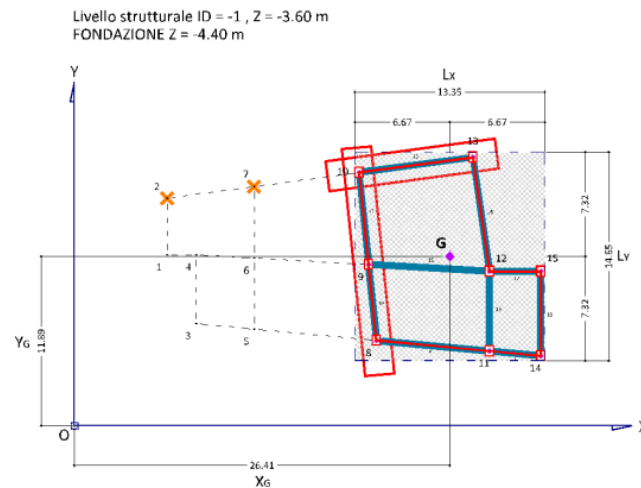 Livello strutturale ID = -1 , Z = -3.60 m
FONDAZIONE Z = -4.40 m
Y
Lx
13.35
6.67 6.67
13
10
2
7
7.32
G
12 15
Ly
14.65
1 4 6
9
YG
11.89
3 5
8
11
14
7.32
O
X
26.41
XG